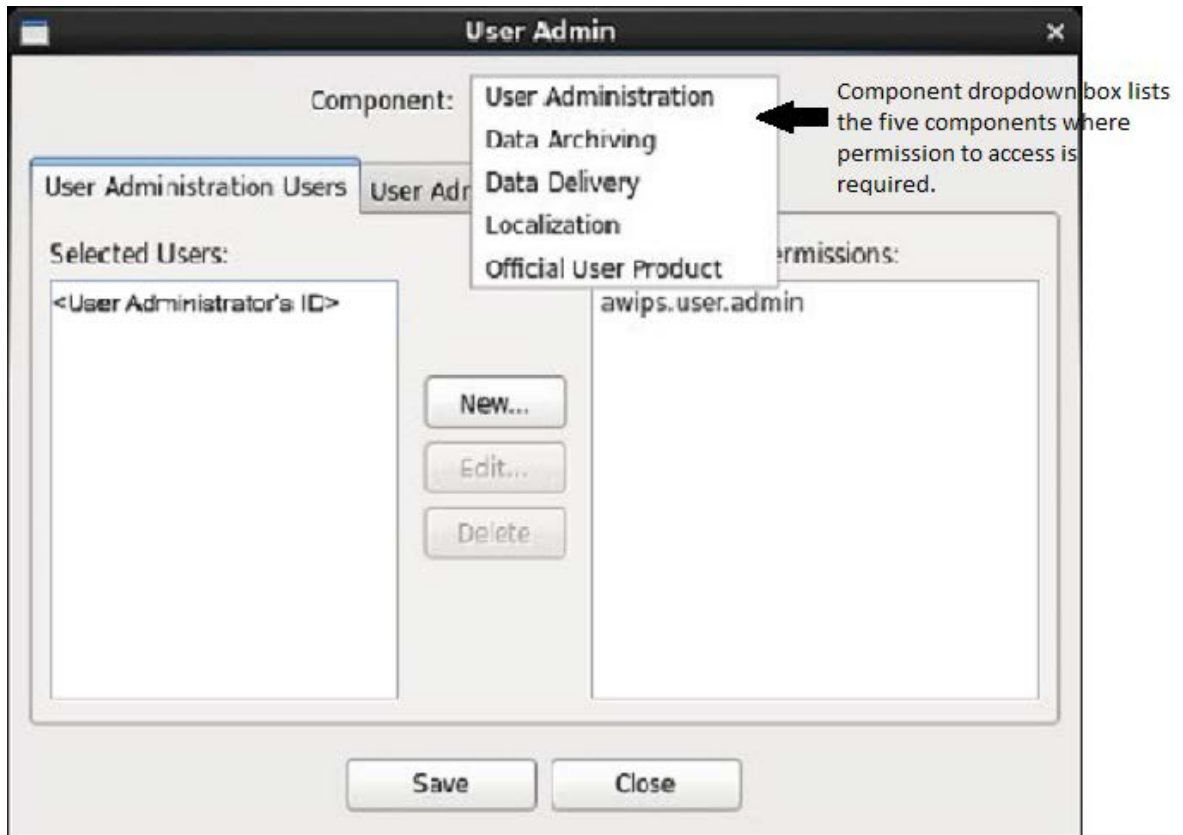 User Admin
Component:
User Administration
Data Archiving
Data Delivery
Localization
Official User Product
Component dropdown box lists
the five components where
permission to access is
required.
User Administration Users
User Adr
Selected Users:
ermissions:
<User Administrator's ID>
awips.user.admin
New...
Edit...
Delete
Save
Close